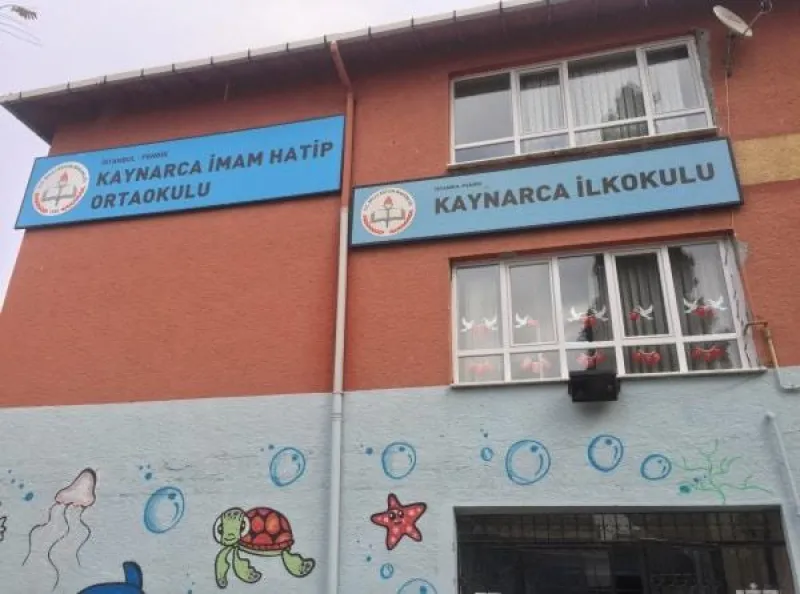 İSTANBUL - PENDİK
KAYNARCA İMAM HATİP
ORTAOKULU
İSTANBUL PENDİK
KAYNARCA İLKOKULU